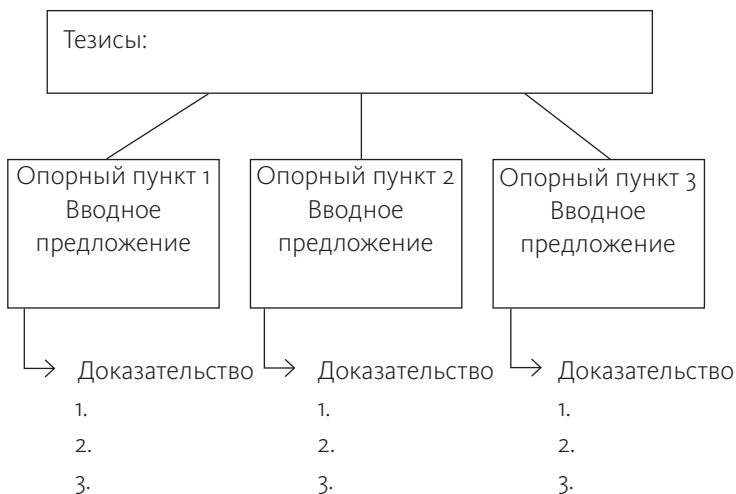 Тезисы:
Опорный пункт 1
Вводное
предложение
Опорный пункт 2
Вводное
предложение
Опорный пункт 3
Вводное
предложение
Доказательство
1.
2.
3.
Доказательство
1.
2.
3.
Доказательство
1.
2.
3.